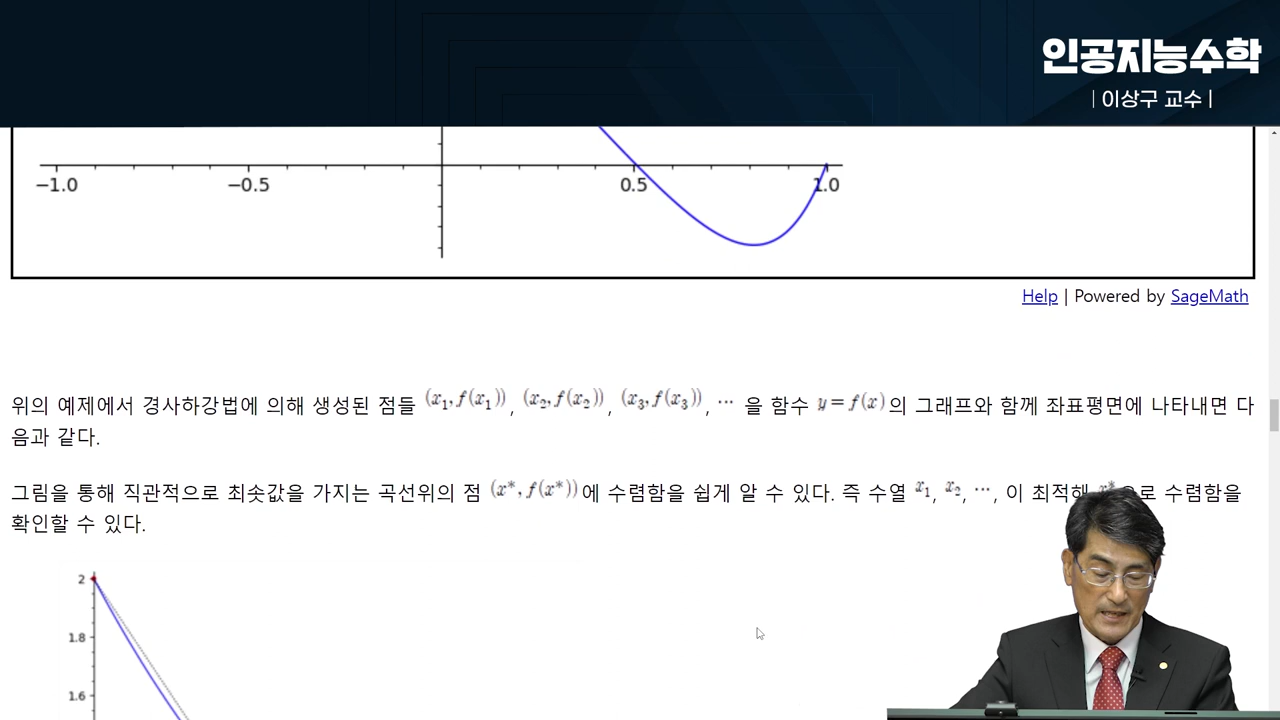 인공지능수학
| 이상구 교수 |
−1.0 −0.5 0.5 1.0
Help | Powered by SageMath
위의 예제에서 경사하강법에 의해 생성된 점들 (x₁, f(x₁)), (x₂, f(x₂)), (x₃, f(x₃)), ⋯ 을 함수 y = f(x)의 그래프와 함께 좌표평면에 나타내면 다
음과 같다.
그림을 통해 직관적으로 최솟값을 가지는 곡선위의 점 (x*, f(x*))에 수렴함을 쉽게 알 수 있다. 즉 수열 x₁, x₂, ⋯, 이 최적해 x*으로 수렴함을
확인할 수 있다.
2
1.8
1.6